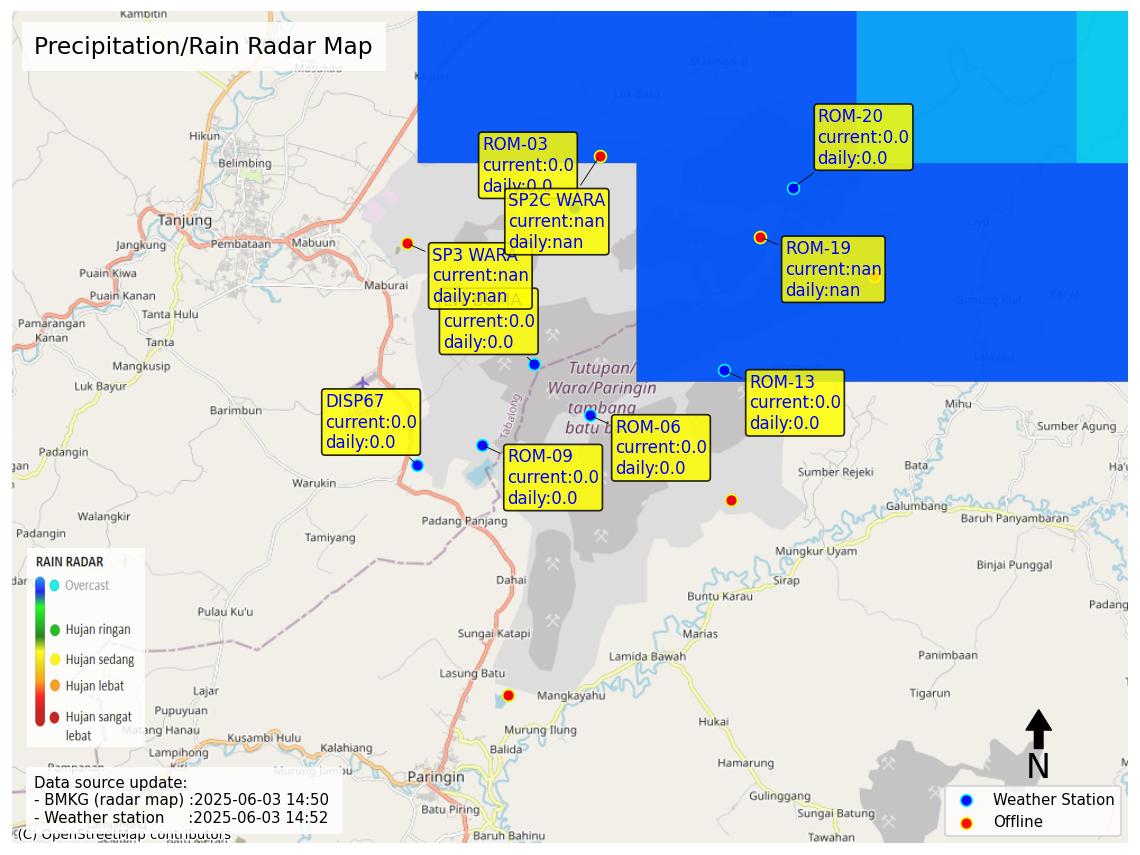 Precipitation/Rain Radar Map
Kambitin
Masukau
Kapuai
Hikun
Belimbing
Tanjung
Jangkung
Pembataan
Mabuun
Puain Kiwa
Puain Kanan
Maburai
Tanta Hulu
Pamarangan
Kanan
Tanta
Mangkusip
Luk Bayur
Barimbun
Padangin
Warukin
Walangkir
Padangin
Tamiyang
Padang Panjang
Lok Batu
ROM-20
current:0.0
daily:0.0
ROM-03
current:0.0
daily:0.0
SP2C WARA
current:nan
daily:nan
SP3 WARA
current:nan
daily:nan
current:0.0
daily:0.0
ROM-19
current:nan
daily:nan
Tutupan/
Wara/Paringin
tambang
batu
Tabalong
ROM-13
current:0.0
daily:0.0
DISP67
current:0.0
daily:0.0
ROM-06
current:0.0
daily:0.0
ROM-09
current:0.0
daily:0.0
Mihu
Sumber Agung
Sumber Rejeki
Bata
Galumbang
Baruh Panyambaran
Mungkur Uyam
Binjai Punggal
Sirap
Buntu Karau
Padang
Dahai
Pulau Ku'u
Sungai Katapi
Marias
Lamida Bawah
Panimbaan
Lasung Batu
Tigarun
Lajar
Mangkayahu
Pupuyuan
Matang Hanau
Murung Ilung
Hukai
Kusambi Hulu
Lampihong
Kalahiang
Balida
Hamarung
Murung Jambu
Paringin
Gulinggang
Batu Piring
Sungai Batung
Baruh Bahinu
Tawahan
RAIN RADAR
Overcast
Hujan ringan
Hujan sedang
Hujan lebat
Hujan sangat
lebat
Data source update:
- BMKG (radar map) :2025-06-03 14:50
- Weather station :2025-06-03 14:52
(C) OpenStreetMap contributors
N
Weather Station
Offline